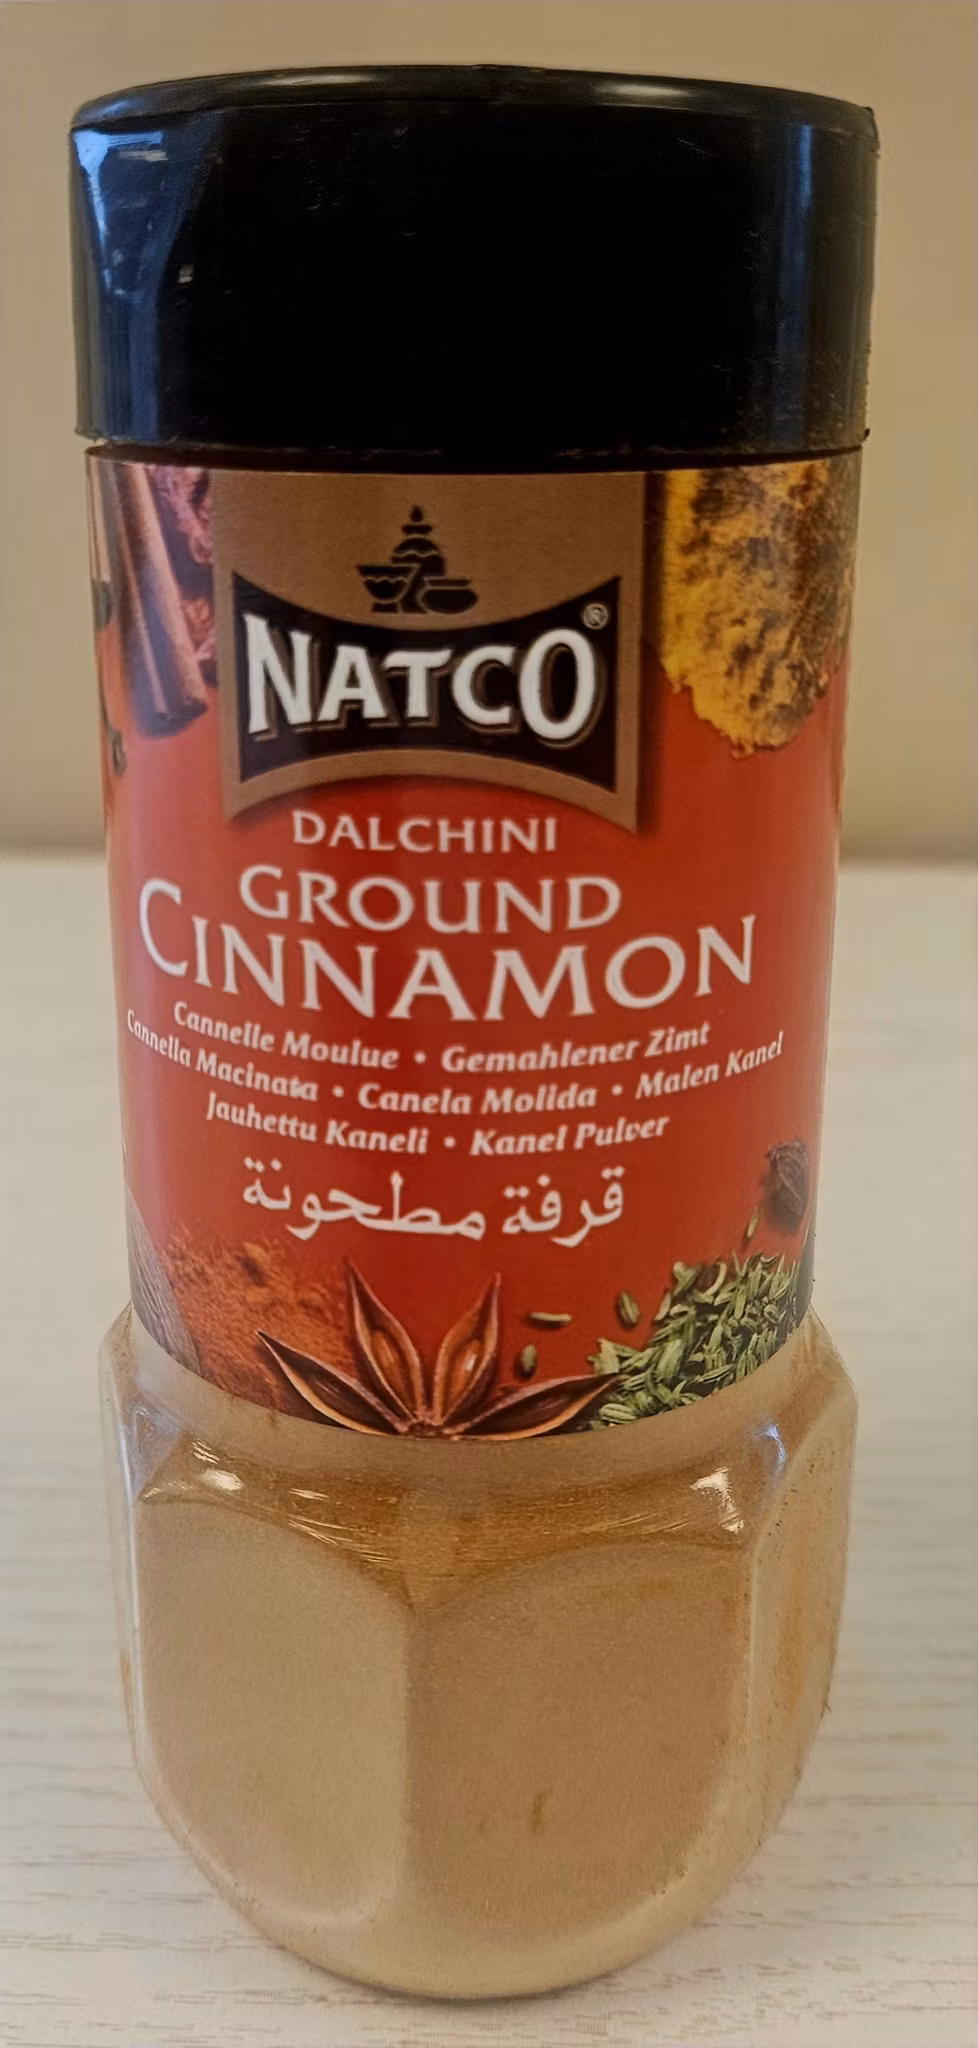 NATCO®
DALCHINI
GROUND
CINNAMON
Cannelle Moulue • Gemahlener Zimt
Cannella Macinata • Canela Molida • Malen Kanel
Jauhettu Kaneli • Kanel Pulver
قرفة مطحونة